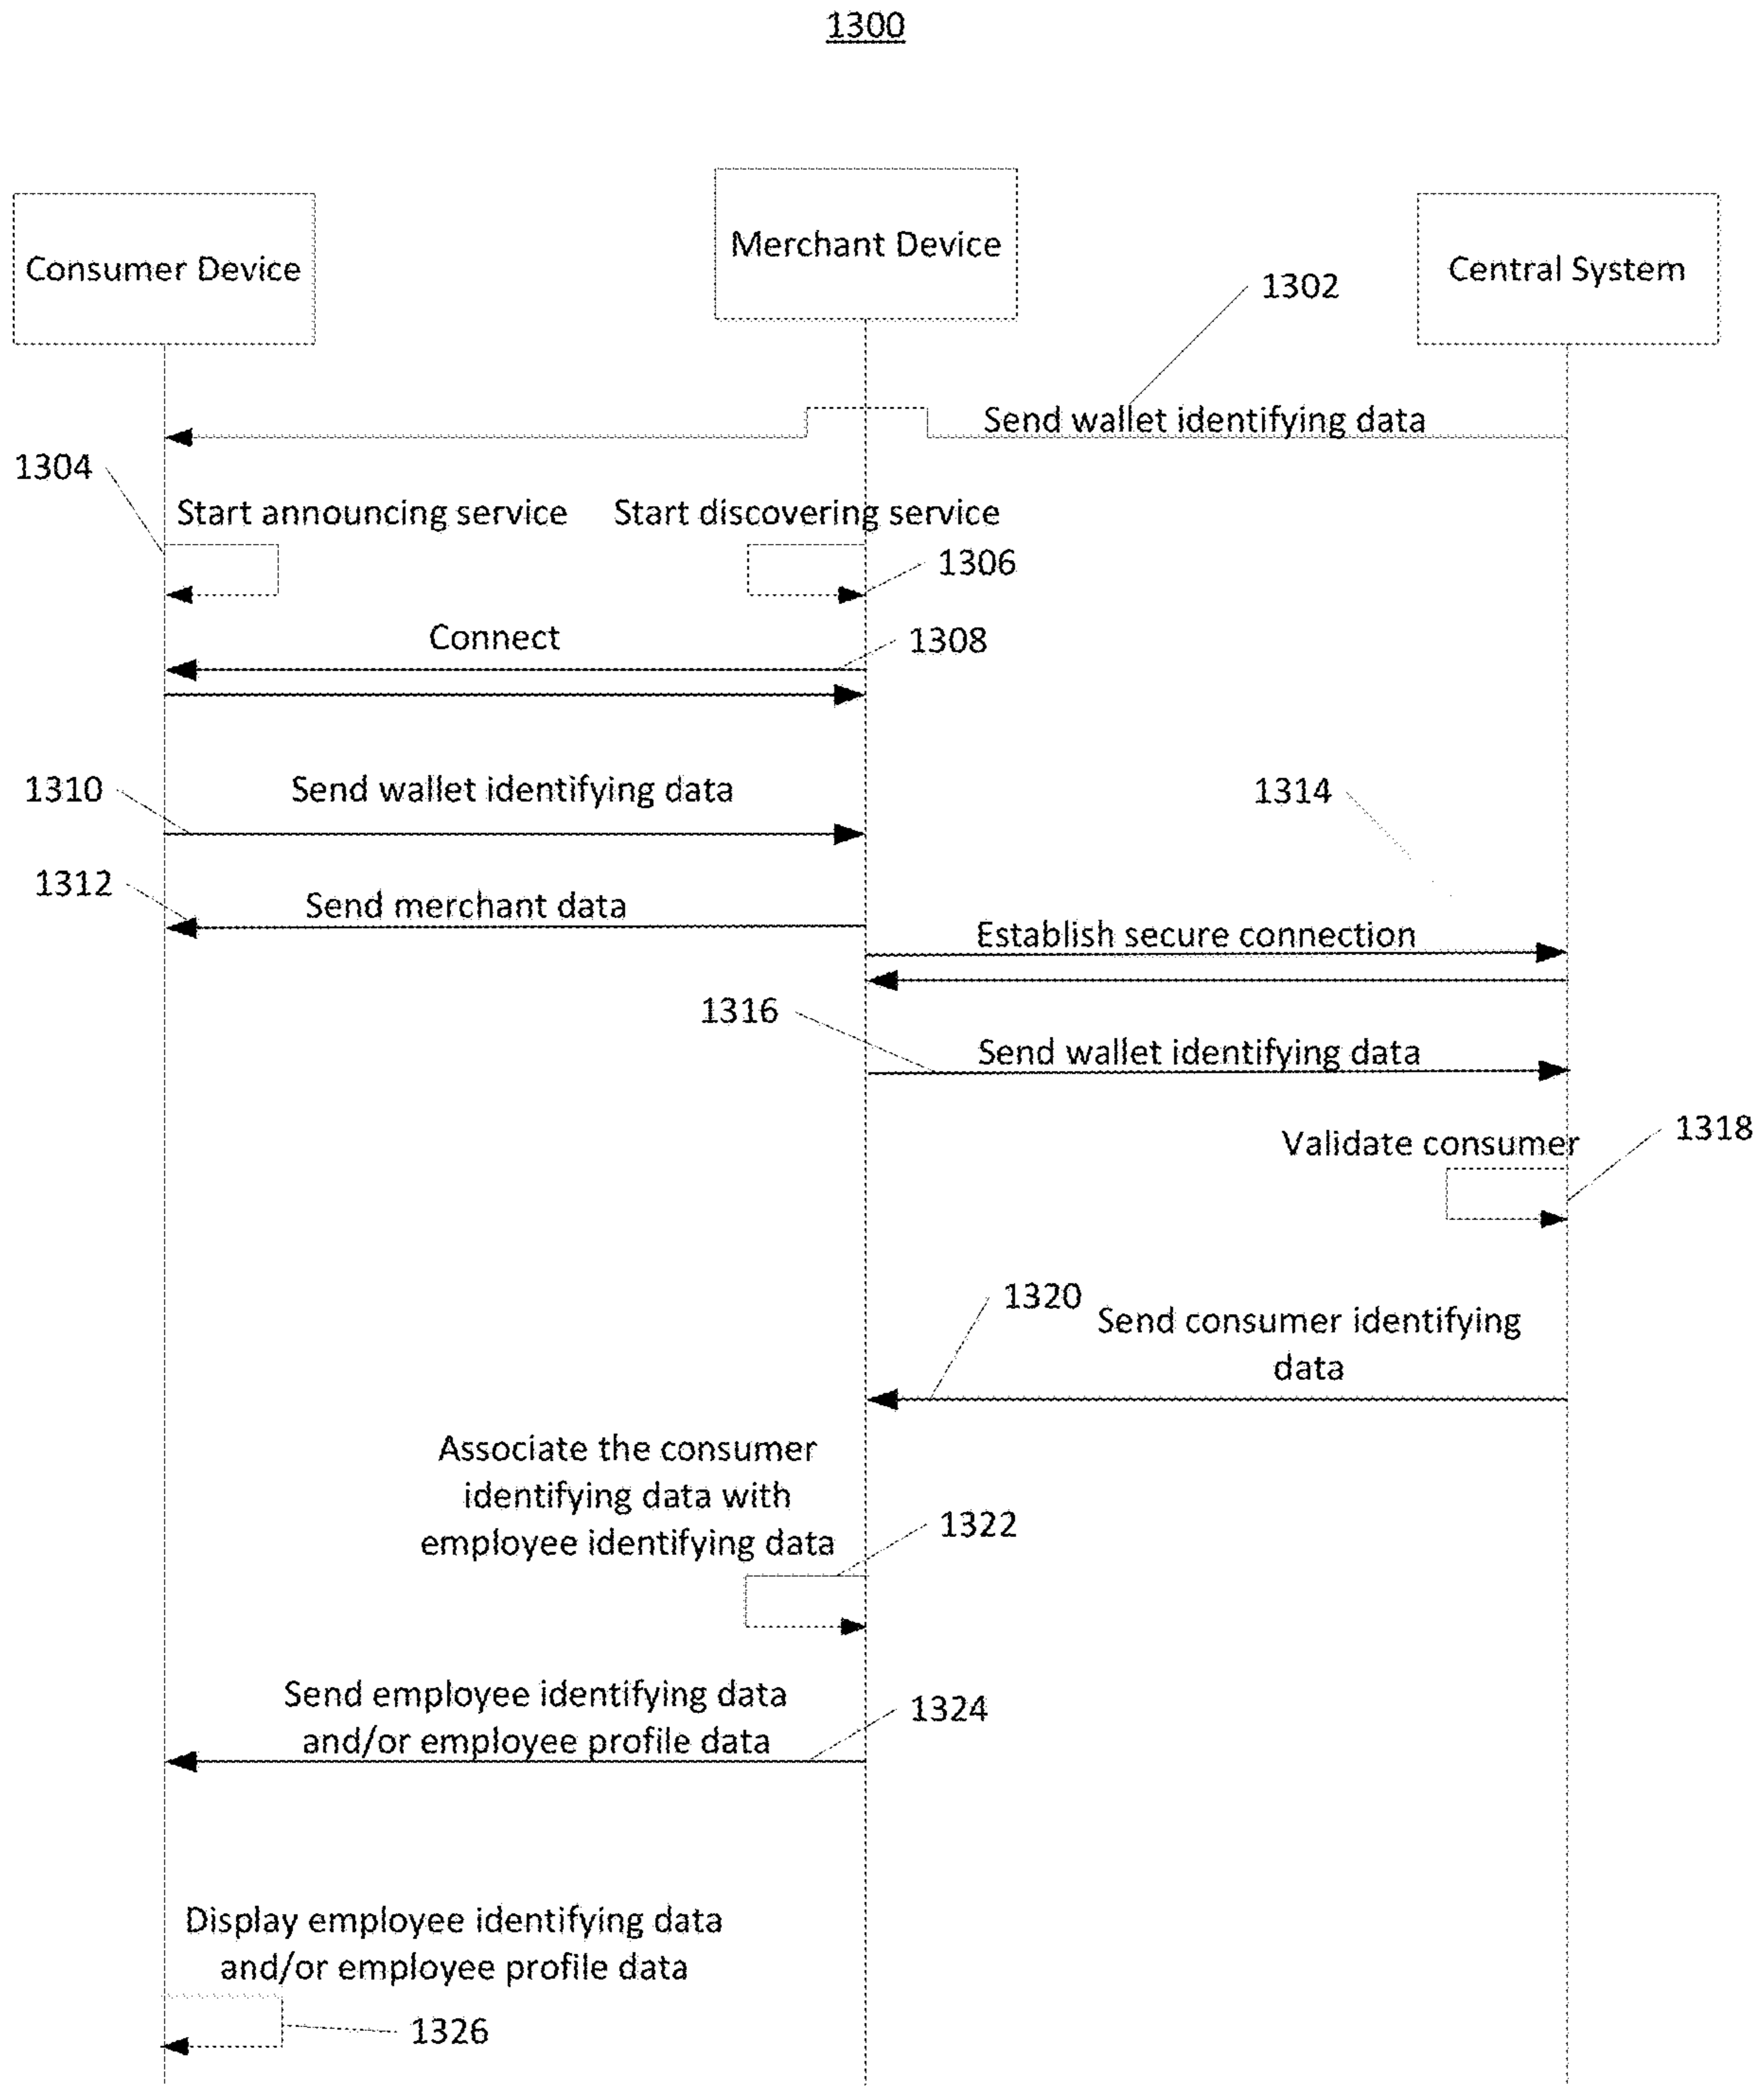 1300
Consumer Device
Merchant Device
Central System
1302
Send wallet identifying data
1304
Start announcing service
Start discovering service
1306
Connect
1308
1310
Send wallet identifying data
1314
1312
Send merchant data
Establish secure connection
1316
Send wallet identifying data
Validate consumer
1318
1320
Send consumer identifying
data
Associate the consumer
identifying data with
employee identifying data
1322
Send employee identifying data
and/or employee profile data
1324
Display employee identifying data
and/or employee profile data
1326